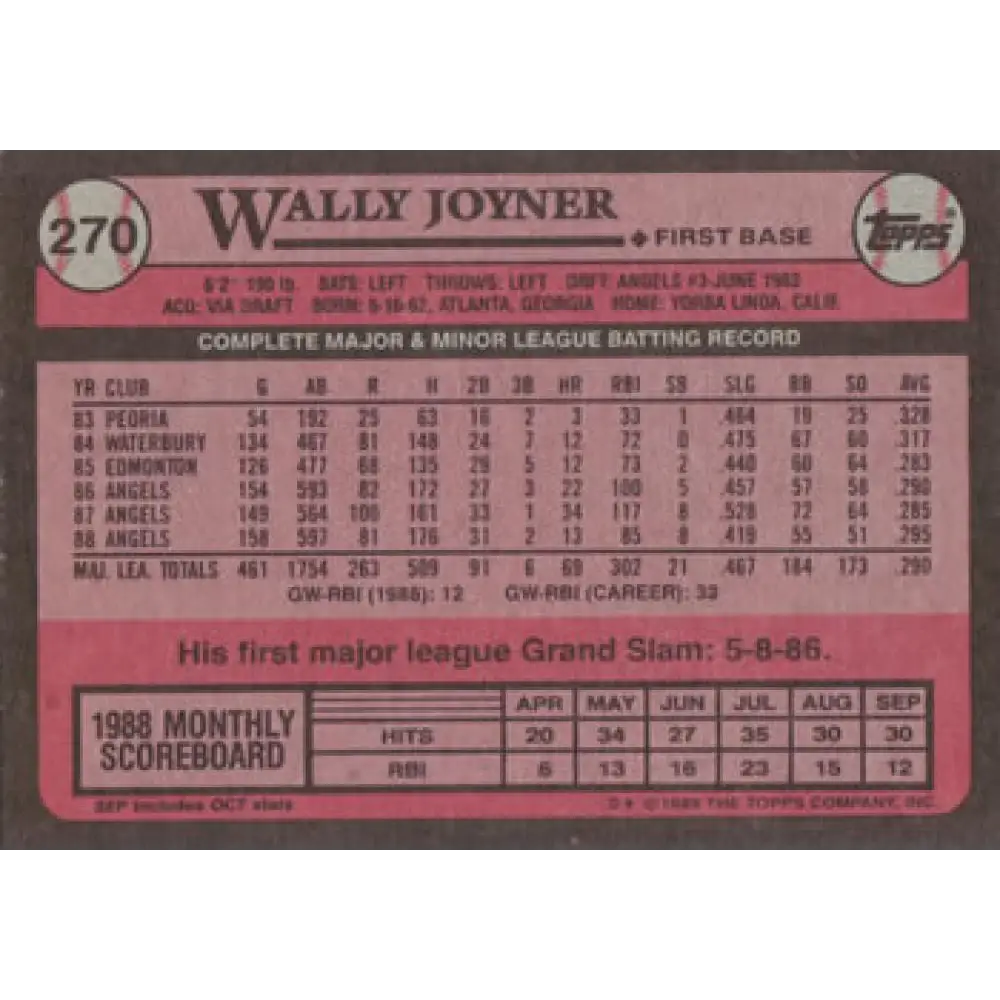 270 WALLY JOYNER Topps
FIRST BASE
6'2" 190 lb. BATS: LEFT THROWS: LEFT DRFT: ANGELS #3-JUNE 1983
ACQ: VIA DRAFT BORN: 6-16-62, ATLANTA, GEORGIA HOME: YORBA LINDA, CALIF.
COMPLETE MAJOR & MINOR LEAGUE BATTING RECORD
YR CLUB G AB R H 2B 3B HR RBI SB SLG BB SO AVG
83 PEORIA 54 192 25 63 16 2 3 33 1 .464 19 25 .328
84 WATERBURY 134 467 81 148 24 7 12 72 0 .475 67 60 .317
85 EDMONTON 126 477 68 135 29 5 12 73 2 .440 60 64 .283
86 ANGELS 154 593 82 172 27 3 22 100 5 .457 57 58 .290
87 ANGELS 149 564 100 161 33 1 34 117 8 .528 72 64 .285
88 ANGELS 158 597 81 176 31 2 13 85 8 .419 55 51 .295
MAJ. LEA. TOTALS 461 1754 263 509 91 6 69 302 21 .467 184 173 .290
GW-RBI (1988): 12 GW-RBI (CAREER): 33
His first major league Grand Slam: 5-8-86.
1988 MONTHLY SCOREBOARD
APR MAY JUN JUL AUG SEP
HITS 20 34 27 35 30 30
RBI 6 13 16 23 15 12
SEP includes OCT stats
D* ©1989 THE TOPPS COMPANY, INC.